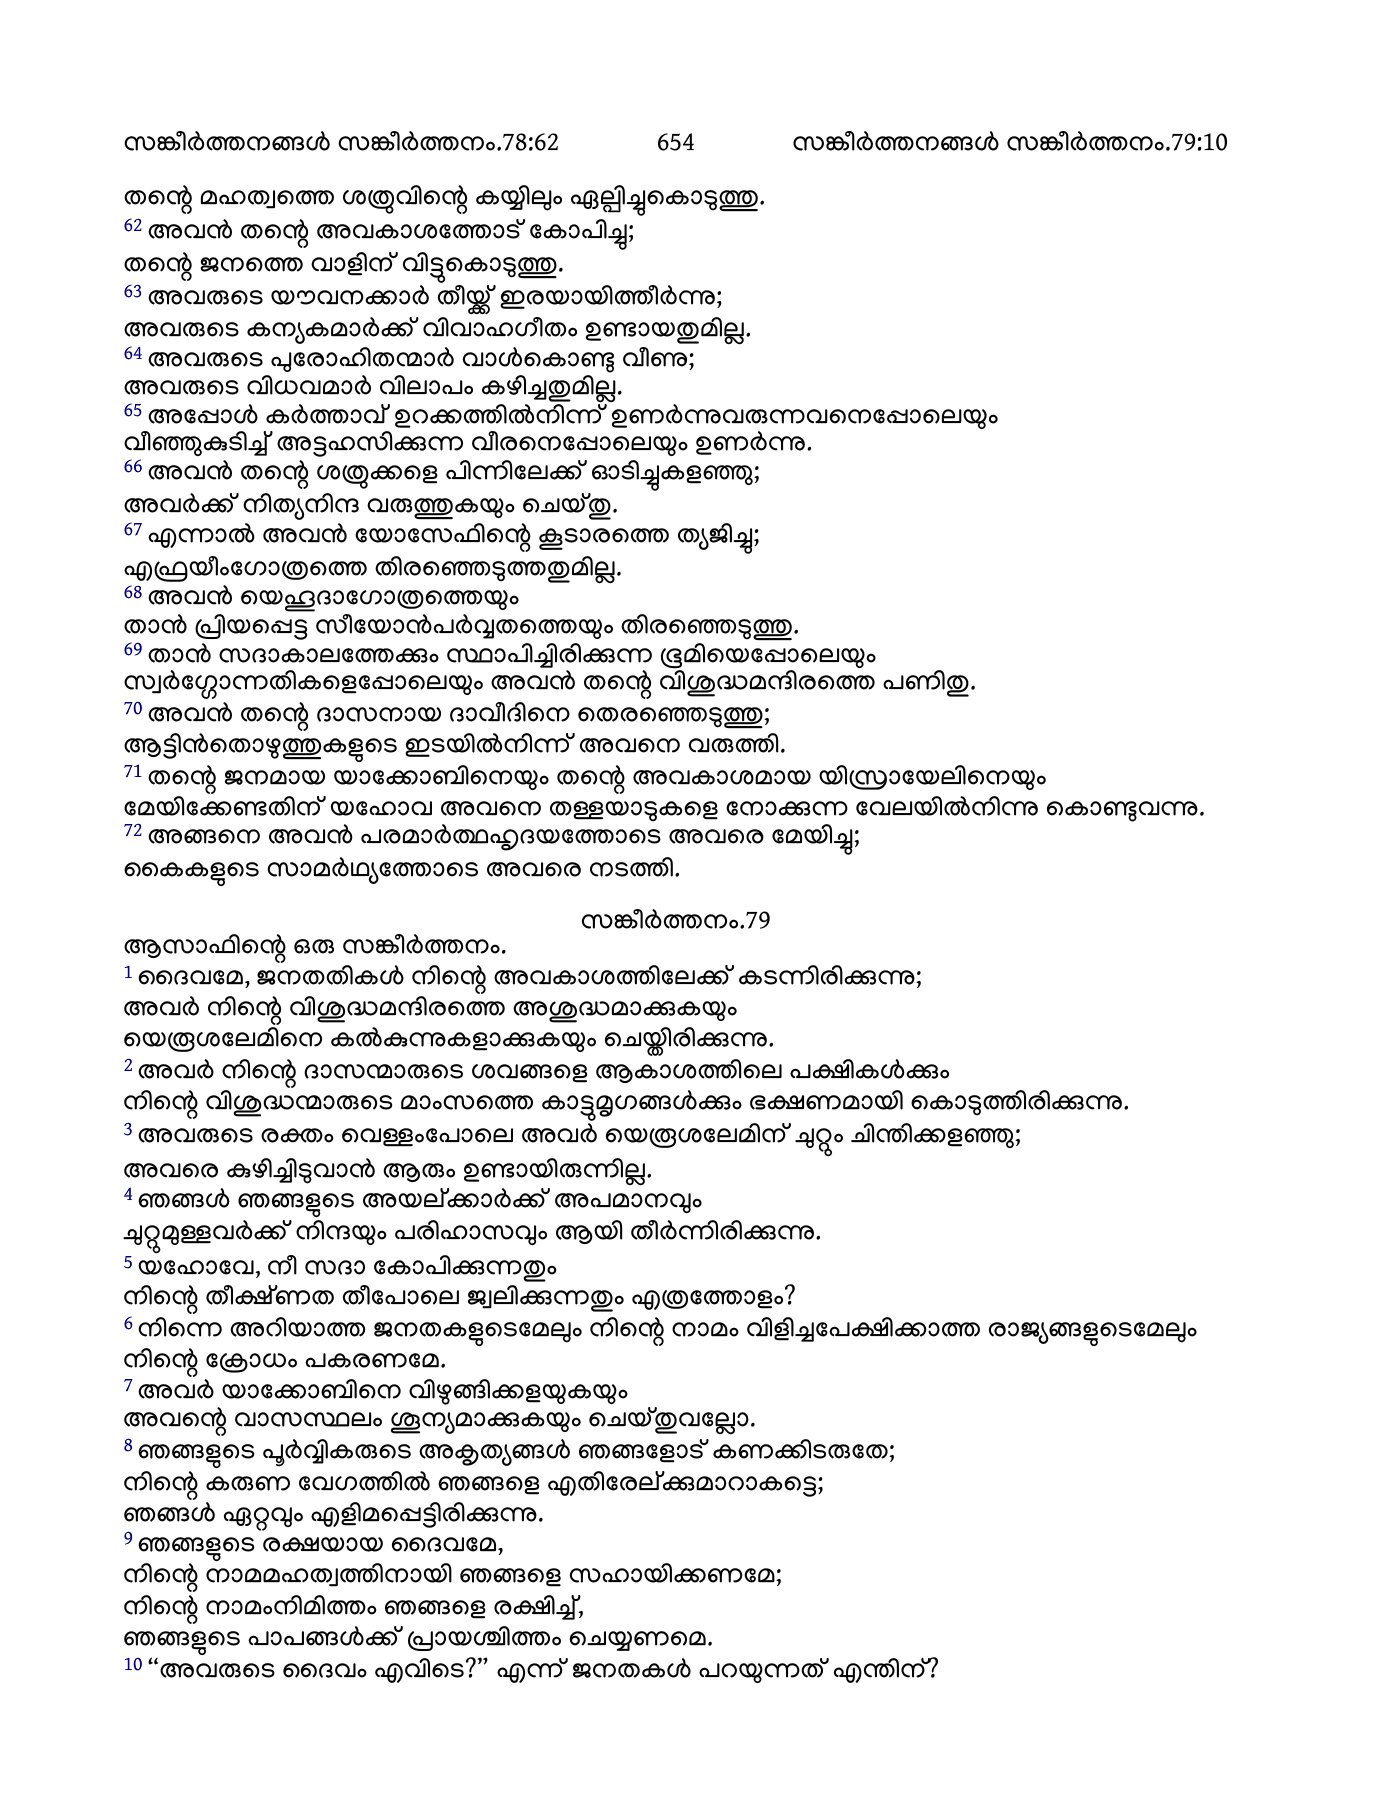 സങ്കീർത്തനങ്ങൾ സങ്കീർത്തനം.78:62 654 സങ്കീർത്തനങ്ങൾ സങ്കീർത്തനം.79:10
തന്റെ മഹത്വത്തെ ശത്രുവിന്റെ കയ്യിലും ഏല്പിച്ചുകൊടുത്തു.
62 അവൻ തന്റെ അവകാശത്തോട് കോപിച്ചു;
തന്റെ ജനത്തെ വാളിന് വിട്ടുകൊടുത്തു.
63 അവരുടെ യൗവനക്കാർ തീയ്ക്ക് ഇരയായിത്തീർന്നു;
അവരുടെ കന്യകമാർക്ക് വിവാഹഗീതം ഉണ്ടായതുമില്ല.
64 അവരുടെ പുരോഹിതന്മാർ വാൾകൊണ്ടു വീണു;
അവരുടെ വിധവമാർ വിലാപം കഴിച്ചതുമില്ല.
65 അപ്പോൾ കർത്താവ് ഉറക്കത്തിൽനിന്ന് ഉണർന്നുവരുന്നവനെപ്പോലെയും
വീഞ്ഞുകുടിച്ച് അട്ടഹസിക്കുന്ന വീരനെപ്പോലെയും ഉണർന്നു.
66 അവൻ തന്റെ ശത്രുക്കളെ പിന്നിലേക്ക് ഓടിച്ചുകളഞ്ഞു;
അവർക്ക് നിത്യനിന്ദ വരുത്തുകയും ചെയ്തു.
67 എന്നാൽ അവൻ യോസേഫിന്റെ കൂടാരത്തെ ത്യജിച്ചു;
എഫ്രയീംഗോത്രത്തെ തിരഞ്ഞെടുത്തതുമില്ല.
68 അവൻ യെഹൂദാഗോത്രത്തെയും
താൻ പ്രിയപ്പെട്ട സീയോൻപർവ്വതത്തെയും തിരഞ്ഞെടുത്തു.
69 താൻ സദാകാലത്തേക്കും സ്ഥാപിച്ചിരിക്കുന്ന ഭൂമിയെപ്പോലെയും
സ്വർഗ്ഗോന്നതികളെപ്പോലെയും അവൻ തന്റെ വിശുദ്ധമന്ദിരത്തെ പണിതു.
70 അവൻ തന്റെ ദാസനായ ദാവീദിനെ തെരഞ്ഞെടുത്തു;
ആട്ടിൻതൊഴുത്തുകളുടെ ഇടയിൽനിന്ന് അവനെ വരുത്തി.
71 തന്റെ ജനമായ യാക്കോബിനെയും തന്റെ അവകാശമായ യിസ്രായേലിനെയും
മേയിക്കേണ്ടതിന് യഹോവ അവനെ തള്ളയാടുകളെ നോക്കുന്ന വേലയിൽനിന്നു കൊണ്ടുവന്നു.
72 അങ്ങനെ അവൻ പരമാർത്ഥഹൃദയത്തോടെ അവരെ മേയിച്ചു;
കൈകളുടെ സാമർഥ്യത്തോടെ അവരെ നടത്തി.
സങ്കീർത്തനം.79
ആസാഫിന്റെ ഒരു സങ്കീർത്തനം.
1 ദൈവമേ, ജനതതികൾ നിന്റെ അവകാശത്തിലേക്ക് കടന്നിരിക്കുന്നു;
അവർ നിന്റെ വിശുദ്ധമന്ദിരത്തെ അശുദ്ധമാക്കുകയും
യെരൂശലേമിനെ കൽകുന്നുകളാക്കുകയും ചെയ്തിരിക്കുന്നു.
2 അവർ നിന്റെ ദാസന്മാരുടെ ശവങ്ങളെ ആകാശത്തിലെ പക്ഷികൾക്കും
നിന്റെ വിശുദ്ധന്മാരുടെ മാംസത്തെ കാട്ടുമൃഗങ്ങൾക്കും ഭക്ഷണമായി കൊടുത്തിരിക്കുന്നു.
3 അവരുടെ രക്തം വെള്ളംപോലെ അവർ യെരൂശലേമിന് ചുറ്റും ചിന്തിക്കളഞ്ഞു;
അവരെ കുഴിച്ചിടുവാൻ ആരും ഉണ്ടായിരുന്നില്ല.
4 ഞങ്ങൾ ഞങ്ങളുടെ അയല്ക്കാർക്ക് അപമാനവും
ചുറ്റുമുള്ളവർക്ക് നിന്ദയും പരിഹാസവും ആയി തീർന്നിരിക്കുന്നു.
5 യഹോവേ, നീ സദാ കോപിക്കുന്നതും
നിന്റെ തീക്ഷ്ണത തീപോലെ ജ്വലിക്കുന്നതും എത്രത്തോളം?
6 നിന്നെ അറിയാത്ത ജനതകളുടെമേലും നിന്റെ നാമം വിളിച്ചപേക്ഷിക്കാത്ത രാജ്യങ്ങളുടെമേലും
നിന്റെ ക്രോധം പകരണമേ.
7 അവർ യാക്കോബിനെ വിഴുങ്ങിക്കളയുകയും
അവന്റെ വാസസ്ഥലം ശൂന്യമാക്കുകയും ചെയ്തുവല്ലോ.
8 ഞങ്ങളുടെ പൂർവ്വികരുടെ അകൃത്യങ്ങൾ ഞങ്ങളോട് കണക്കിടരുതേ;
നിന്റെ കരുണ വേഗത്തിൽ ഞങ്ങളെ എതിരേല്ക്കുമാറാകട്ടെ;
ഞങ്ങൾ ഏറ്റവും എളിമപ്പെട്ടിരിക്കുന്നു.
9 ഞങ്ങളുടെ രക്ഷയായ ദൈവമേ,
നിന്റെ നാമമഹത്വത്തിനായി ഞങ്ങളെ സഹായിക്കണമേ;
നിന്റെ നാമംനിമിത്തം ഞങ്ങളെ രക്ഷിച്ച്,
ഞങ്ങളുടെ പാപങ്ങൾക്ക് പ്രായശ്ചിത്തം ചെയ്യണമെ.
10 “അവരുടെ ദൈവം എവിടെ?” എന്ന് ജനതകൾ പറയുന്നത് എന്തിന്?